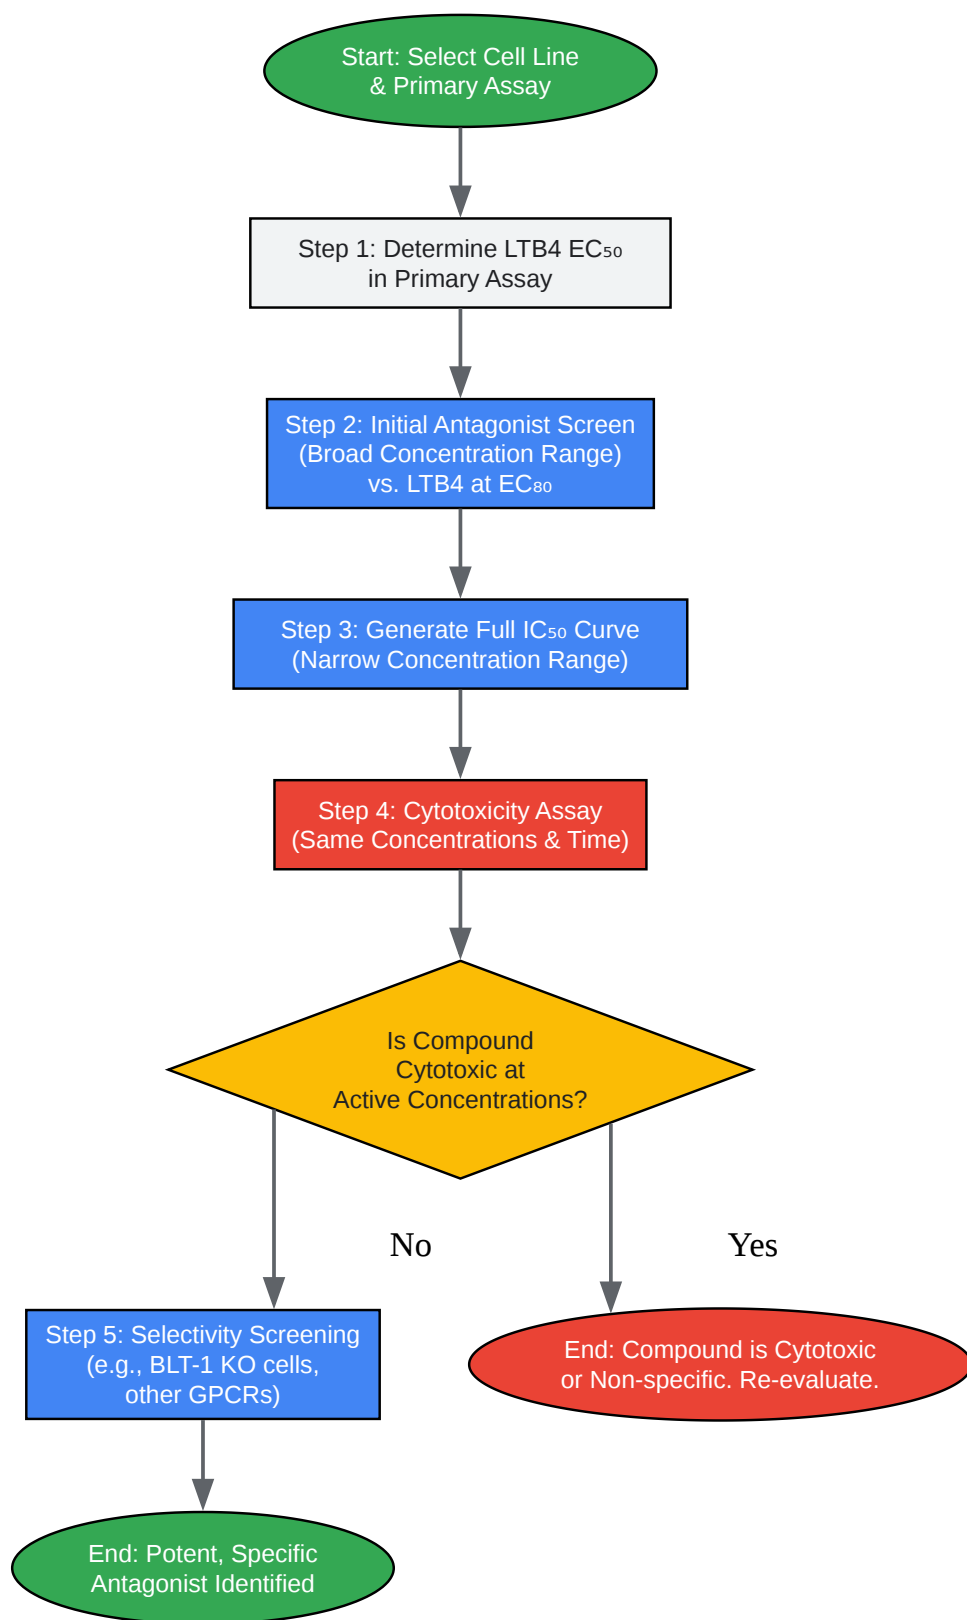 Start: Select Cell Line
& Primary Assay
Step 1: Determine LTB4 EC₅₀
in Primary Assay
Step 2: Initial Antagonist Screen
(Broad Concentration Range)
vs. LTB4 at EC₈₀
Step 3: Generate Full IC₅₀ Curve
(Narrow Concentration Range)
Step 4: Cytotoxicity Assay
(Same Concentrations & Time)
Is Compound
Cytotoxic at
Active Concentrations?
No
Yes
Step 5: Selectivity Screening
(e.g., BLT-1 KO cells,
other GPCRs)
End: Compound is Cytotoxic
or Non-specific. Re-evaluate.
End: Potent, Specific
Antagonist Identified